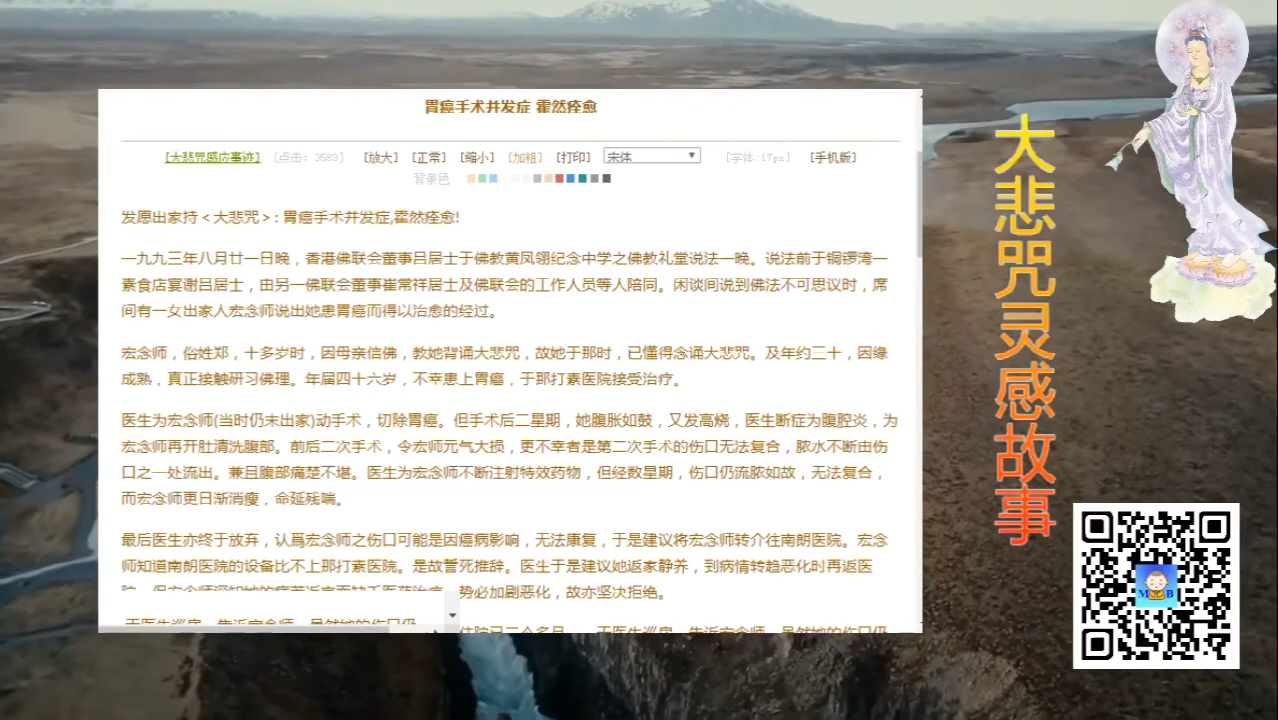 胃癌手术并发症 霍然痊愈
[大悲咒感应事迹] [点击：3583] [放大] [正常] [缩小] [加粗] [打印] 宋体 [字体:17px] [手机版]
背景色
发愿出家持＜大悲咒＞: 胃癌手术并发症,霍然痊愈!
一九九三年八月廿一日晚，香港佛联会董事吕居士于佛教黄凤翎纪念中学之佛教礼堂说法一晚。说法前于铜锣湾一
素食店宴谢吕居士，由另一佛联会董事崔常祥居士及佛联会的工作人员等人陪同。闲谈间说到佛法不可思议时，席
间有一女出家人宏念师说出她患胃癌而得以治愈的经过。
宏念师，俗姓郑，十多岁时，因母亲信佛，教她背诵大悲咒，故她于那时，已懂得念诵大悲咒。及年约三十，因缘
成熟，真正接触研习佛理。年届四十六岁，不幸患上胃癌，于那打素医院接受治疗。
医生为宏念师(当时仍未出家)动手术，切除胃癌。但手术后二星期，她腹胀如鼓，又发高烧，医生断症为腹腔炎，为
宏念师再开肚清洗腹部。前后二次手术，令宏师元气大损，更不幸者是第二次手术的伤口无法复合，脓水不断由伤
口之一处流出。兼且腹部痛楚不堪。医生为宏念师不断注射特效药物，但经数星期，伤口仍流脓如故，无法复合，
而宏念师更日渐消瘦，命延残喘。
最后医生亦终于放弃，认爲宏念师之伤口可能是因癌病影响，无法康复，于是建议将宏念师转介往南朗医院。宏念
师知道南朗医院的设备比不上那打素医院。是故誓死推辞。医生于是建议她返家静养，到病情转趋恶化时再返医
势必加剧恶化，故亦坚决拒绝。
大悲咒灵感故事
M B